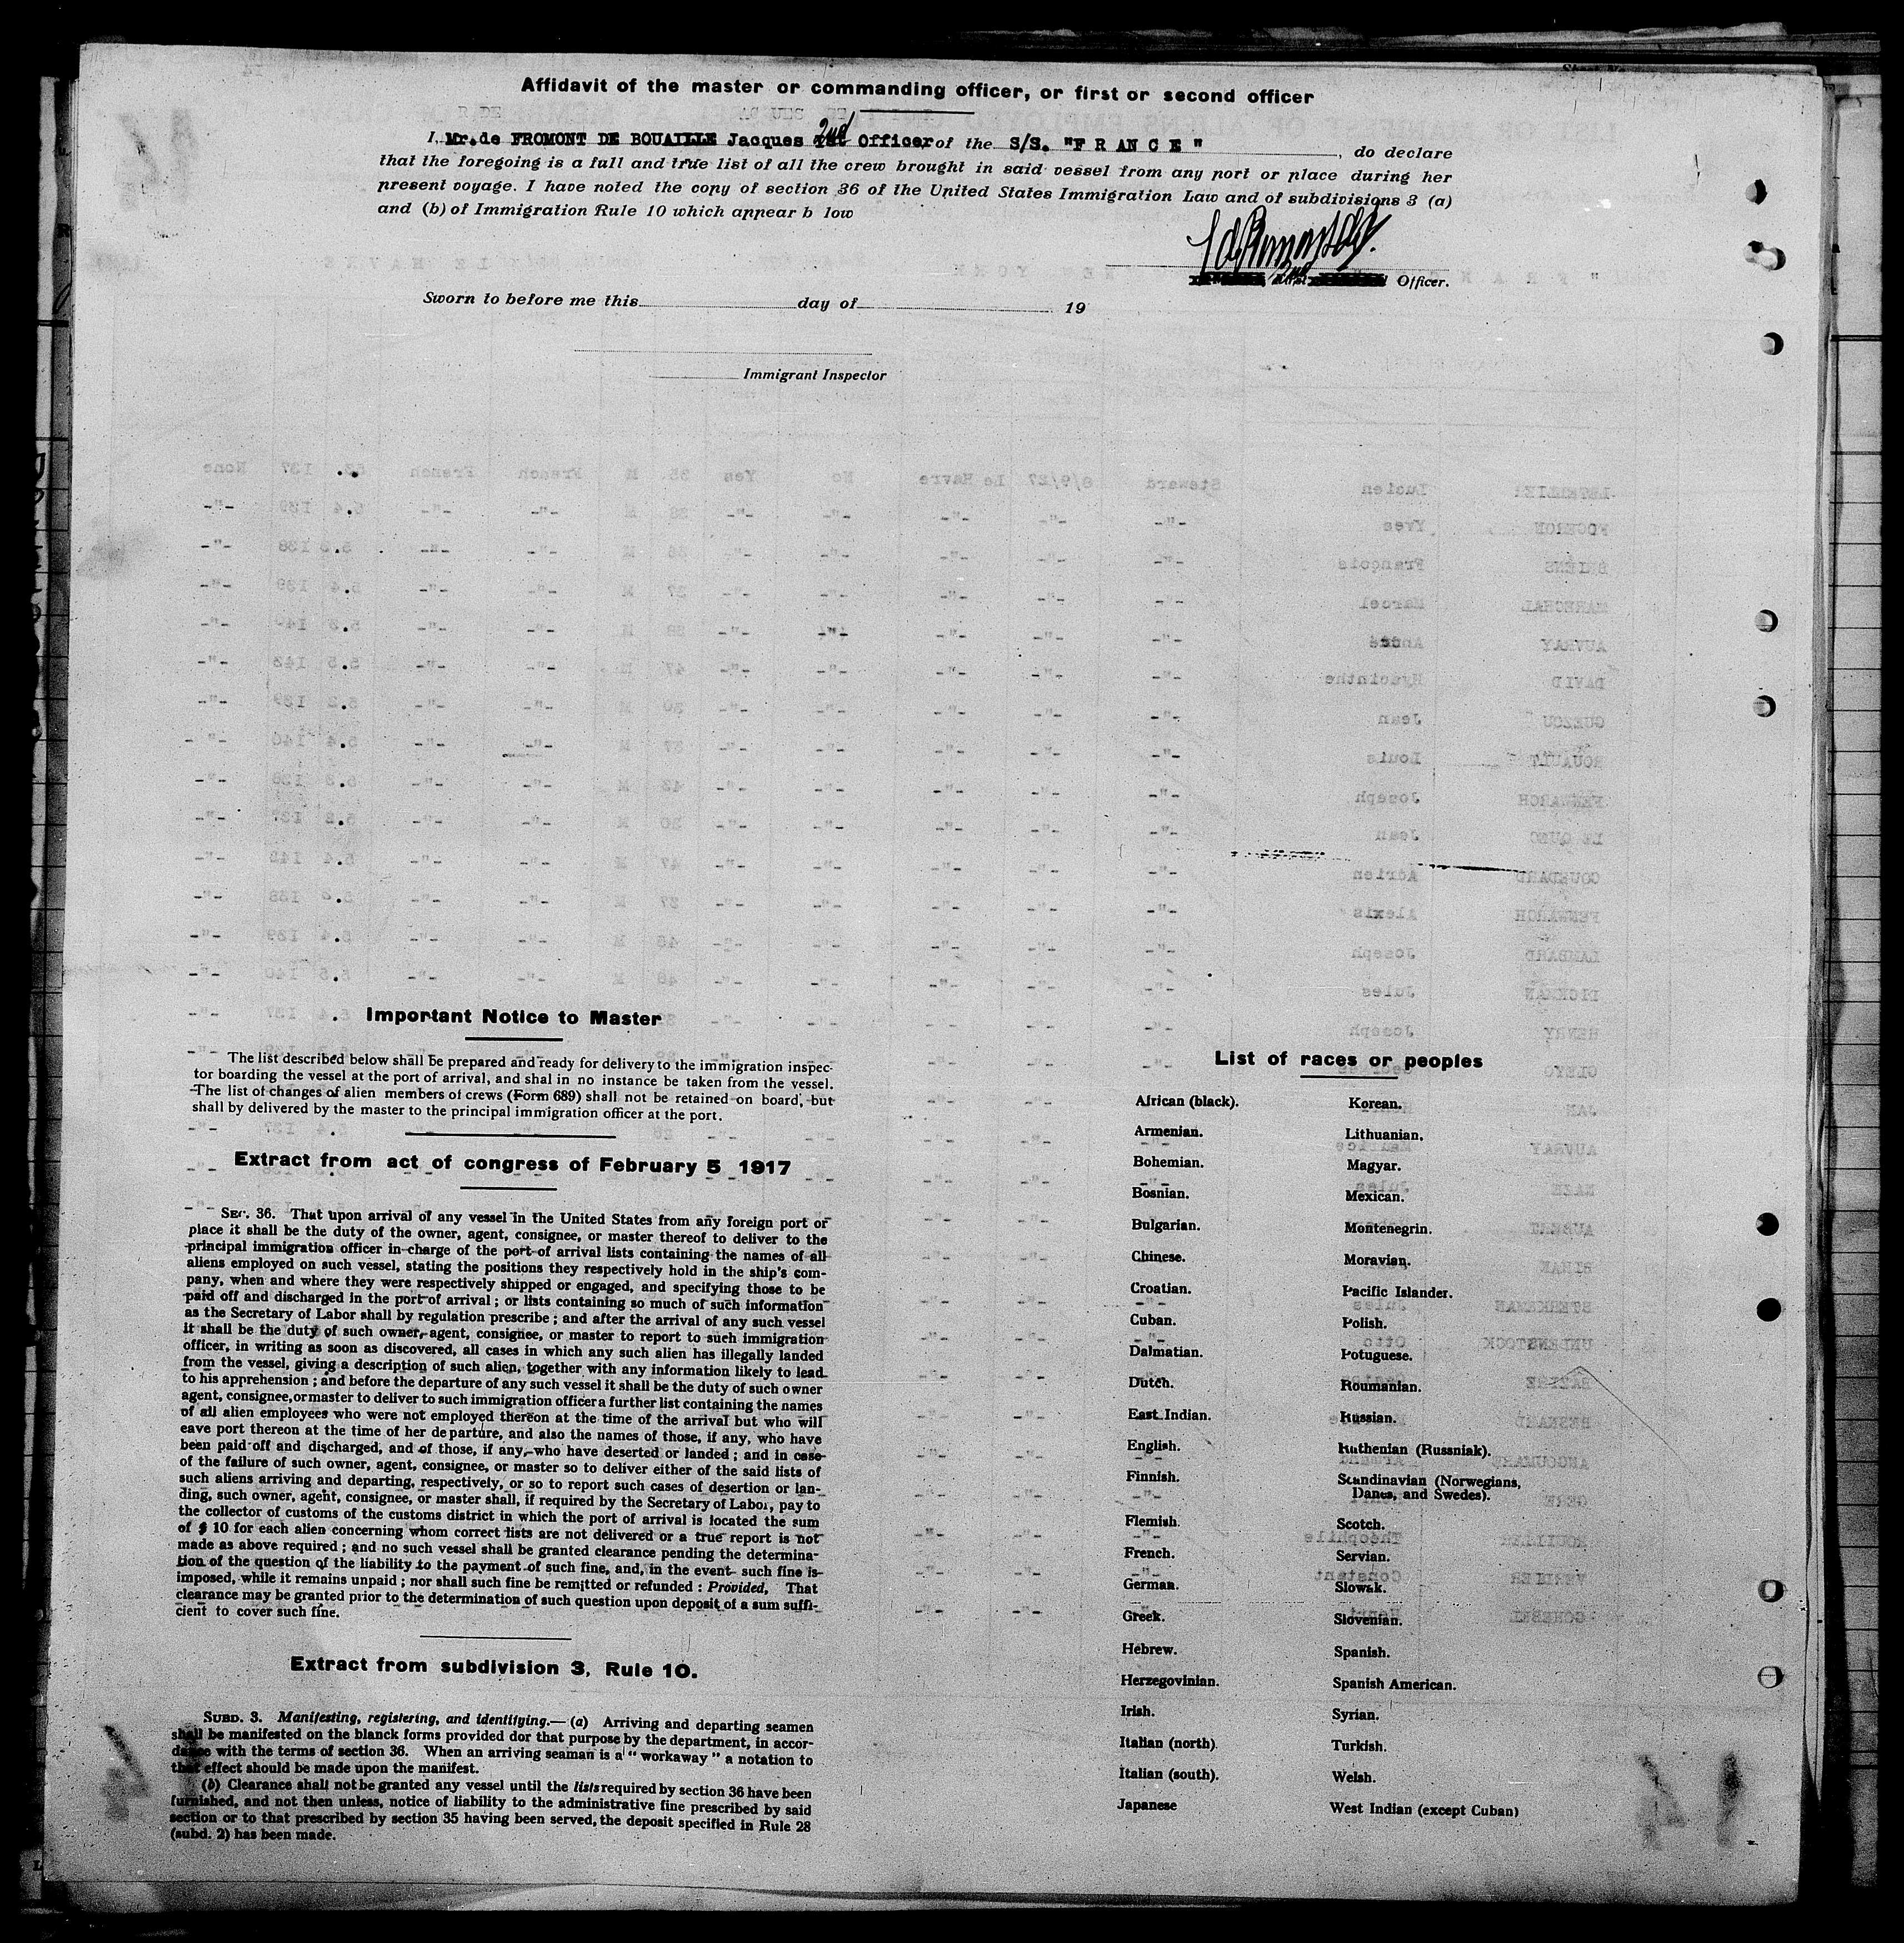 Affidavit of the master or commanding officer, or first or second officer
I, Mr. de FROMONT DE BOUAILLE Jacques 2nd Officer of the S/S. "F R A N C E", do declare
that the foregoing is a full and true list of all the crew brought in said vessel from any port or place during her
present voyage. I have noted the copy of section 36 of the United States Immigration Law and of subdivisions 3 (a)
and (b) of Immigration Rule 10 which appear b low
2nd Officer.
Sworn to before me this day of 19
Immigrant Inspector
Important Notice to Master
The list described below shall be prepared and ready for delivery to the immigration inspec-
tor boarding the vessel at the port of arrival, and shal in no instance be taken from the vessel.
The list of changes of alien members of crews (Form 689) shall not be retained on board, but
shall by delivered by the master to the principal immigration officer at the port.
Extract from act of congress of February 5 1917
SEC. 36. That upon arrival of any vessel in the United States from any foreign port or
place it shall be the duty of the owner, agent, consignee, or master thereof to deliver to the
principal immigration officer in charge of the port of arrival lists containing the names of all
aliens employed on such vessel, stating the positions they respectively hold in the ship's com-
pany, when and where they were respectively shipped or engaged, and specifying those to be
paid off and discharged in the port of arrival; or lists containing so much of such information
as the Secretary of Labor shall by regulation prescribe; and after the arrival of any such vessel
it shall be the duty of such owner, agent, consignee, or master to report to such immigration
officer, in writing as soon as discovered, all cases in which any such alien has illegally landed
from the vessel, giving a description of such alien, together with any information likely to lead
to his apprehension; and before the departure of any such vessel it shall be the duty of such owner
agent, consignee, or master to deliver to such immigration officer a further list containing the names
of all alien employees who were not employed thereon at the time of the arrival but who will
eave port thereon at the time of her departure, and also the names of those, if any, who have
been paid off and discharged, and of those, if any, who have deserted or landed; and in case
of the failure of such owner, agent, consignee, or master so to deliver either of the said lists of
such aliens arriving and departing, respectively, or so to report such cases of desertion or lan-
ding, such owner, agent, consignee, or master shall, if required by the Secretary of Labor, pay to
the collector of customs of the customs district in which the port of arrival is located the sum
of $ 10 for each alien concerning whom correct lists are not delivered or a true report is not
made as above required; and no such vessel shall be granted clearance pending the determina-
tion of the question of the liability to the payment of such fine, and, in the event such fine is
imposed, while it remains unpaid; nor shall such fine be remitted or refunded: Provided, That
clearance may be granted prior to the determination of such question upon deposit of a sum suffi-
cient to cover such fine.
Extract from subdivision 3, Rule 10.
SUBD. 3. Manifesting, registering, and identifying.— (a) Arriving and departing seamen
shall be manifested on the blanck forms provided dor that purpose by the department, in accor-
dance with the terms of section 36. When an arriving seaman is a "workaway" a notation to
that effect should be made upon the manifest.
(b) Clearance shall not be granted any vessel until the lists required by section 36 have been
furnished, and not then unless, notice of liability to the administrative fine prescribed by said
section or to that prescribed by section 35 having been served, the deposit specified in Rule 28
(subd. 2) has been made.
List of races or peoples
African (black).
Armenian.
Bohemian.
Bosnian.
Bulgarian.
Chinese.
Croatian.
Cuban.
Dalmatian.
Dutch.
East Indian.
English.
Finnish.
Flemish.
French.
German.
Greek.
Hebrew.
Herzegovinian.
Irish.
Italian (north)
Italian (south).
Japanese
Korean.
Lithuanian.
Magyar.
Mexican.
Montenegrin.
Moravian.
Pacific Islander.
Polish.
Potuguese.
Roumanian.
Russian.
Ruthenian (Russniak).
Scandinavian (Norwegians,
Danes, and Swedes).
Scotch.
Servian.
Slowak.
Slovenian.
Spanish.
Spanish American.
Syrian.
Turkish.
Welsh.
West Indian (except Cuban)